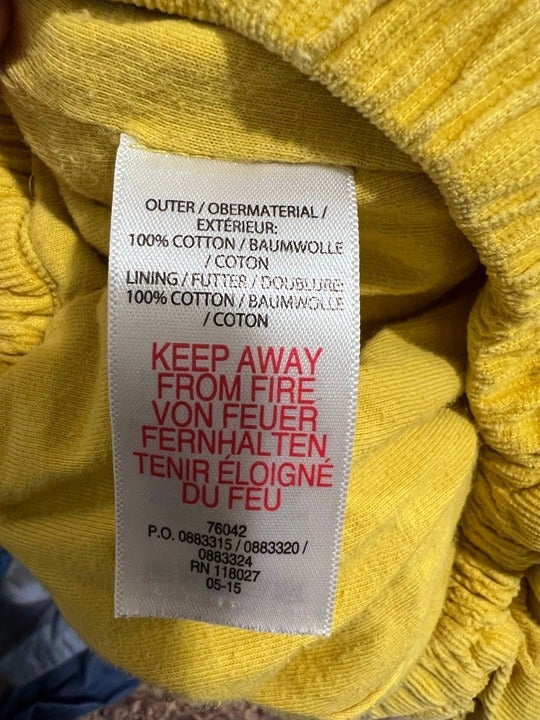 OUTER / OBERMATERIAL /
EXTÉRIEUR:
100% COTTON / BAUMWOLLE
/ COTON
LINING / FUTTER / DOUBLURE:
100% COTTON / BAUMWOLLE
/ COTON
KEEP AWAY
FROM FIRE
VON FEUER
FERNHALTEN
TENIR ÉLOIGNÉ
DU FEU
76042
P.O. 0883315 / 0883320 /
0883324
RN 118027
05-15